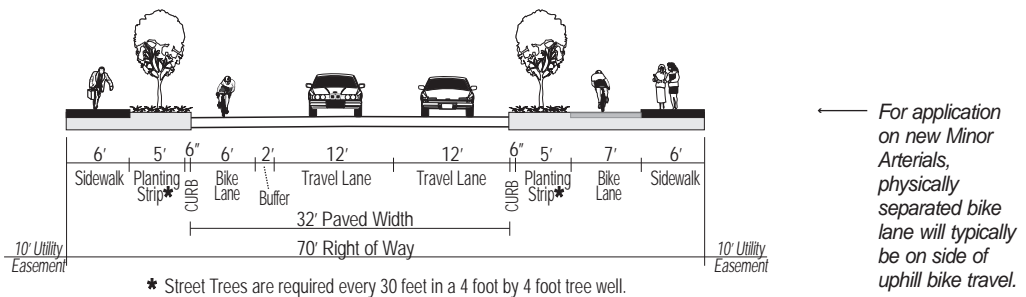 6' 5' 6" 6' 2' 12' 12' 6" 5' 7' 6'
Sidewalk Planting Strip✱ CURB Bike Lane Buffer Travel Lane Travel Lane CURB Planting Strip✱ Bike Lane Sidewalk
32' Paved Width
70' Right of Way
10' Utility Easement
10' Utility Easement
✱ Street Trees are required every 30 feet in a 4 foot by 4 foot tree well.
For application
on new Minor
Arterials,
physically
separated bike
lane will typically
be on side of
uphill bike travel.